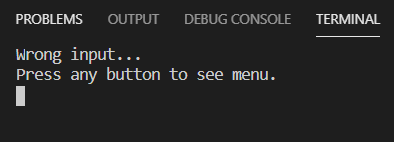 PROBLEMS OUTPUT DEBUG CONSOLE TERMINAL
Wrong input...
Press any button to see menu.